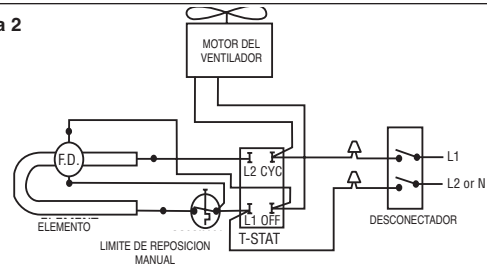 a 2
MOTOR DEL
VENTILADOR
F.D.
L2 CYC
L1
L2 or N
L1 OFF
T-STAT
DESCONECTADOR
ELEMENTO
LIMITE DE REPOSICION
MANUAL